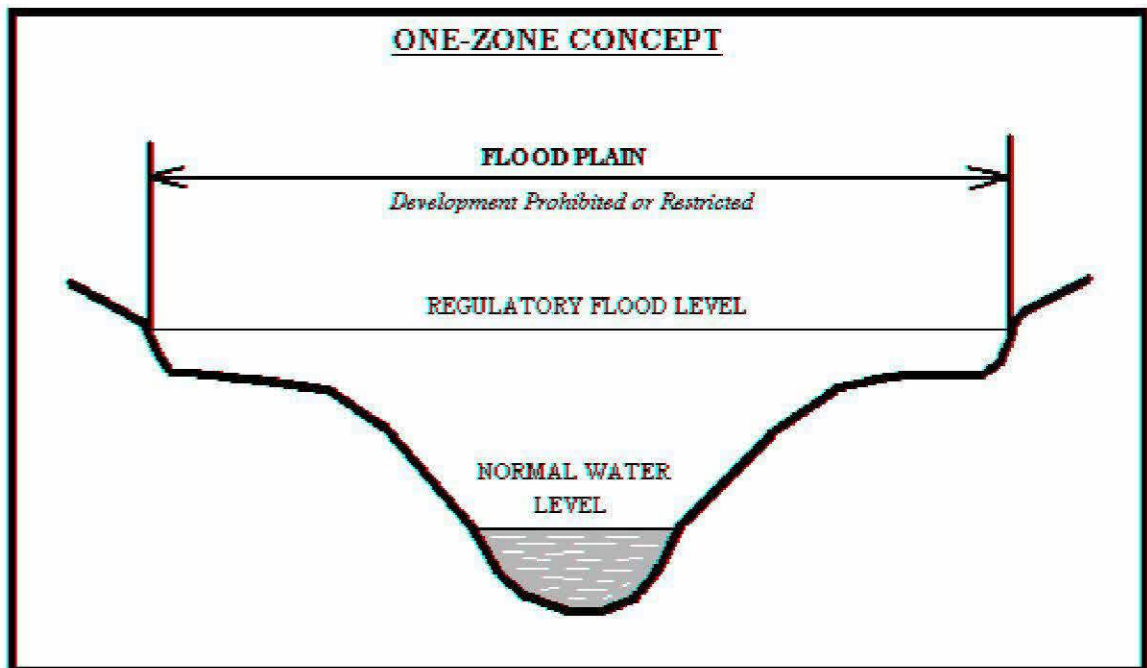 ONE-ZONE CONCEPT
FLOOD PLAIN
Development Prohibited or Restricted
REGULATORY FLOOD LEVEL
NORMAL WATER
LEVEL